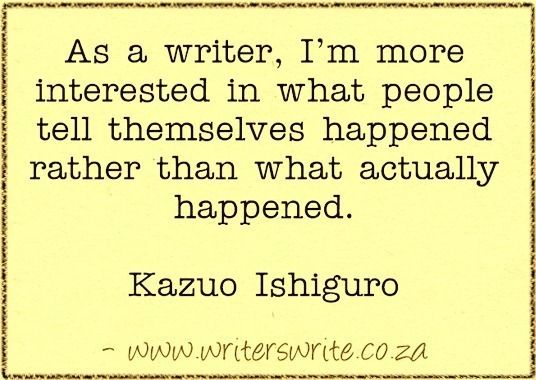 As a writer, I’m more
interested in what people
tell themselves happened
rather than what actually
happened.
Kazuo Ishiguro
- www.writerswrite.co.za